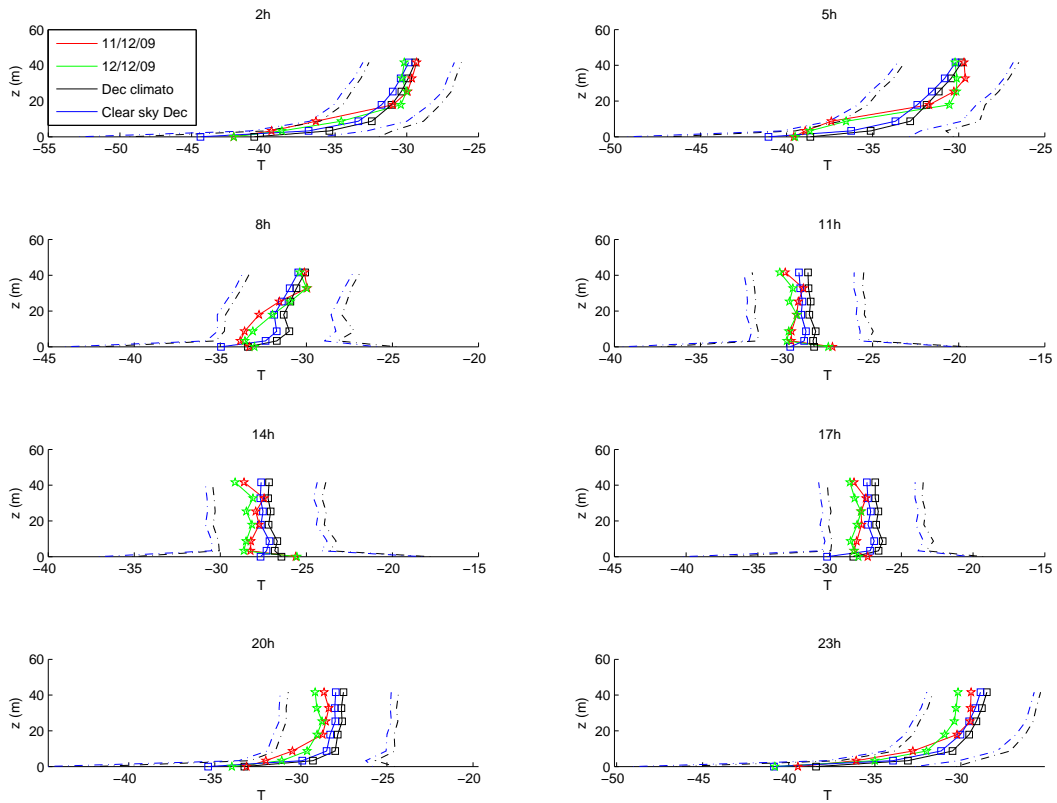 2h
5h
60
40
20
0
z (m)
11/12/09
12/12/09
Dec climato
Clear sky Dec
−55 −50 −45 −40 −35 −30 −25
T
60
40
20
0
z (m)
−50 −45 −40 −35 −30 −25
T
8h
11h
60
40
20
0
z (m)
−45 −40 −35 −30 −25 −20
T
60
40
20
0
z (m)
−40 −35 −30 −25 −20 −15
T
14h
17h
60
40
20
0
z (m)
−40 −35 −30 −25 −20 −15
T
60
40
20
0
z (m)
−40 −35 −30 −25 −20 −15
T
20h
23h
60
40
20
0
z (m)
−40 −35 −30 −25 −20
T
60
40
20
0
z (m)
−50 −45 −40 −35 −30
T